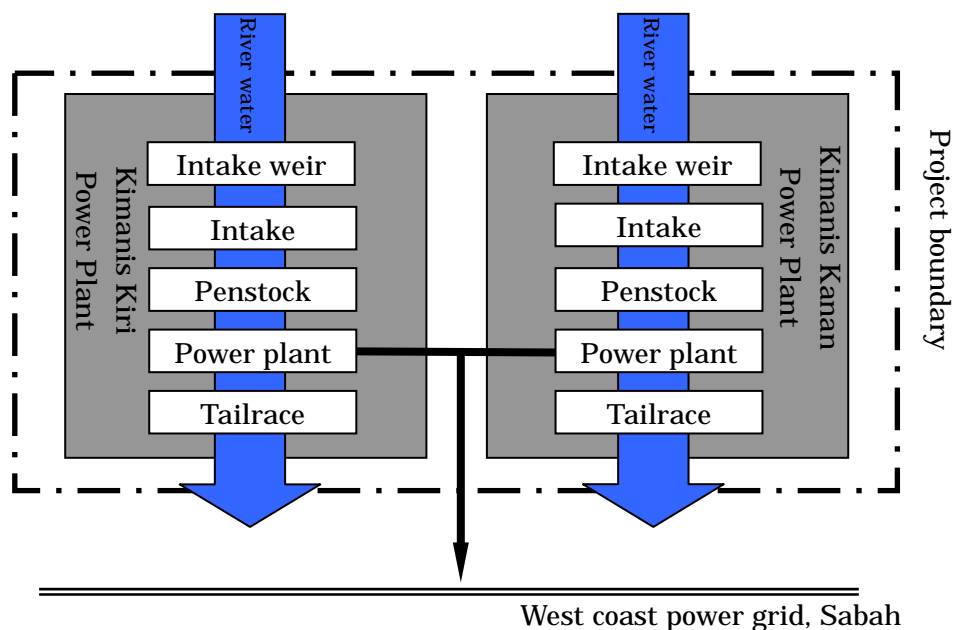 River water
Kimanis Kiri
Power Plant
Intake weir
Intake
Penstock
Power plant
Tailrace
River water
Intake weir
Intake
Penstock
Power plant
Tailrace
Kimanis Kanan
Power Plant
Project boundary
West coast power grid, Sabah